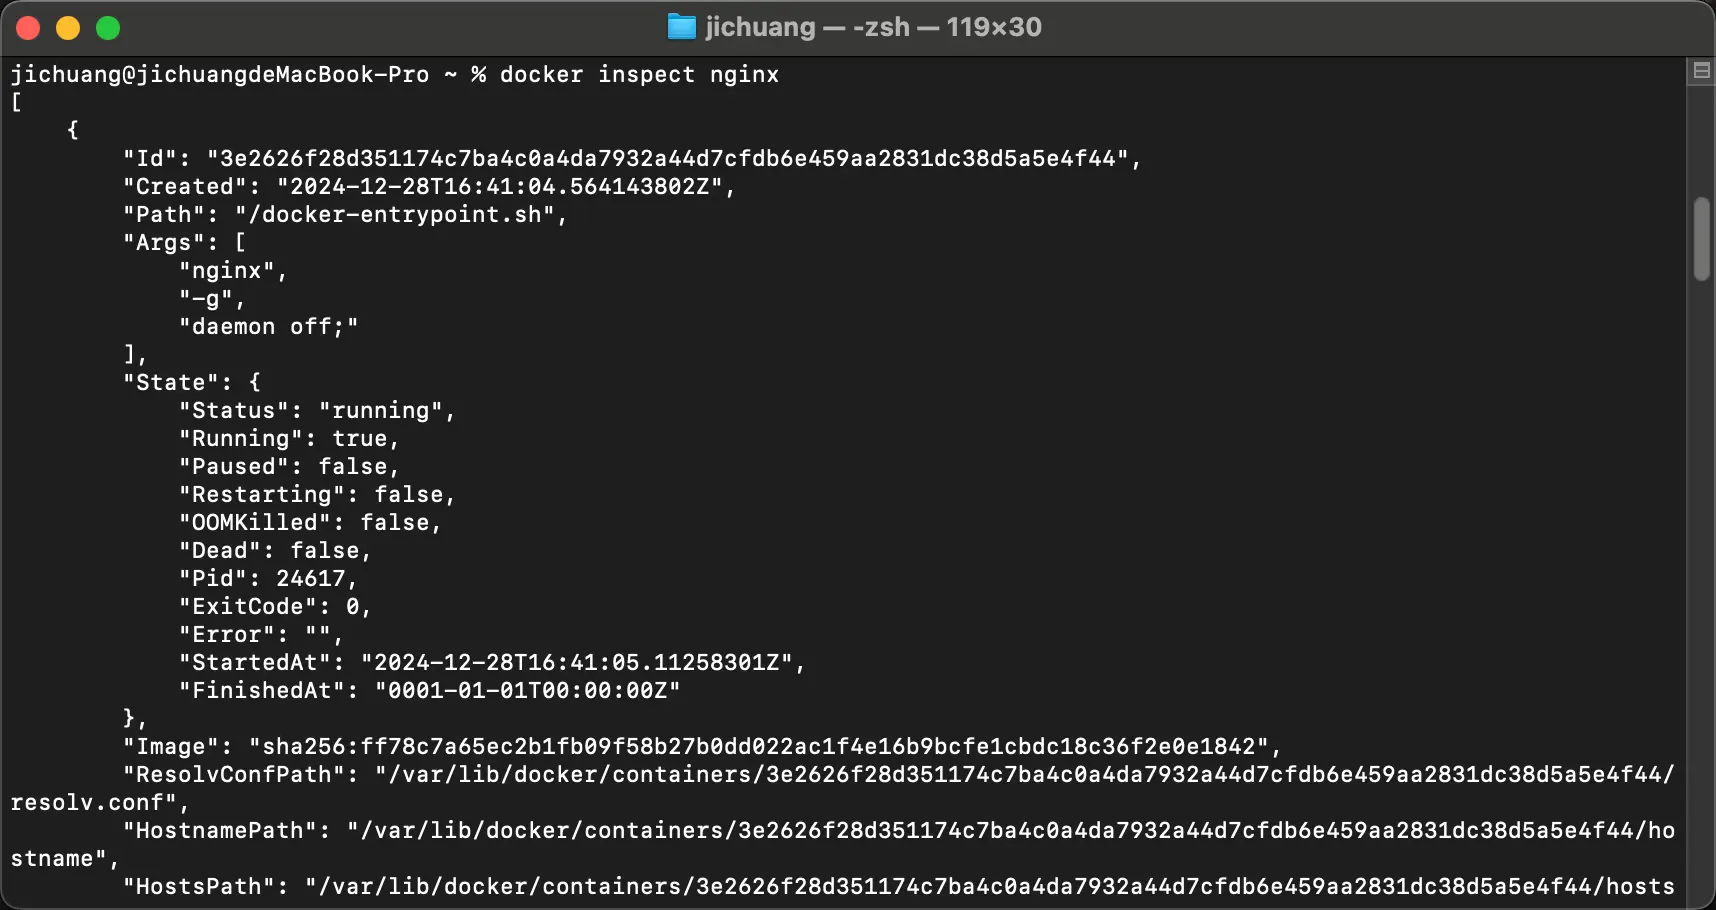 jichuang — -zsh — 119×30
jichuang@jichuangdeMacBook-Pro ~ % docker inspect nginx
[
    {
        "Id": "3e2626f28d351174c7ba4c0a4da7932a44d7cfdb6e459aa2831dc38d5a5e4f44",
        "Created": "2024-12-28T16:41:04.564143802Z",
        "Path": "/docker-entrypoint.sh",
        "Args": [
            "nginx",
            "-g",
            "daemon off;"
        ],
        "State": {
            "Status": "running",
            "Running": true,
            "Paused": false,
            "Restarting": false,
            "OOMKilled": false,
            "Dead": false,
            "Pid": 24617,
            "ExitCode": 0,
            "Error": "",
            "StartedAt": "2024-12-28T16:41:05.11258301Z",
            "FinishedAt": "0001-01-01T00:00:00Z"
        },
        "Image": "sha256:ff78c7a65ec2b1fb09f58b27b0dd022ac1f4e16b9bcfe1cbdc18c36f2e0e1842",
        "ResolvConfPath": "/var/lib/docker/containers/3e2626f28d351174c7ba4c0a4da7932a44d7cfdb6e459aa2831dc38d5a5e4f44/
resolv.conf",
        "HostnamePath": "/var/lib/docker/containers/3e2626f28d351174c7ba4c0a4da7932a44d7cfdb6e459aa2831dc38d5a5e4f44/ho
stname",
        "HostsPath": "/var/lib/docker/containers/3e2626f28d351174c7ba4c0a4da7932a44d7cfdb6e459aa2831dc38d5a5e4f44/hosts